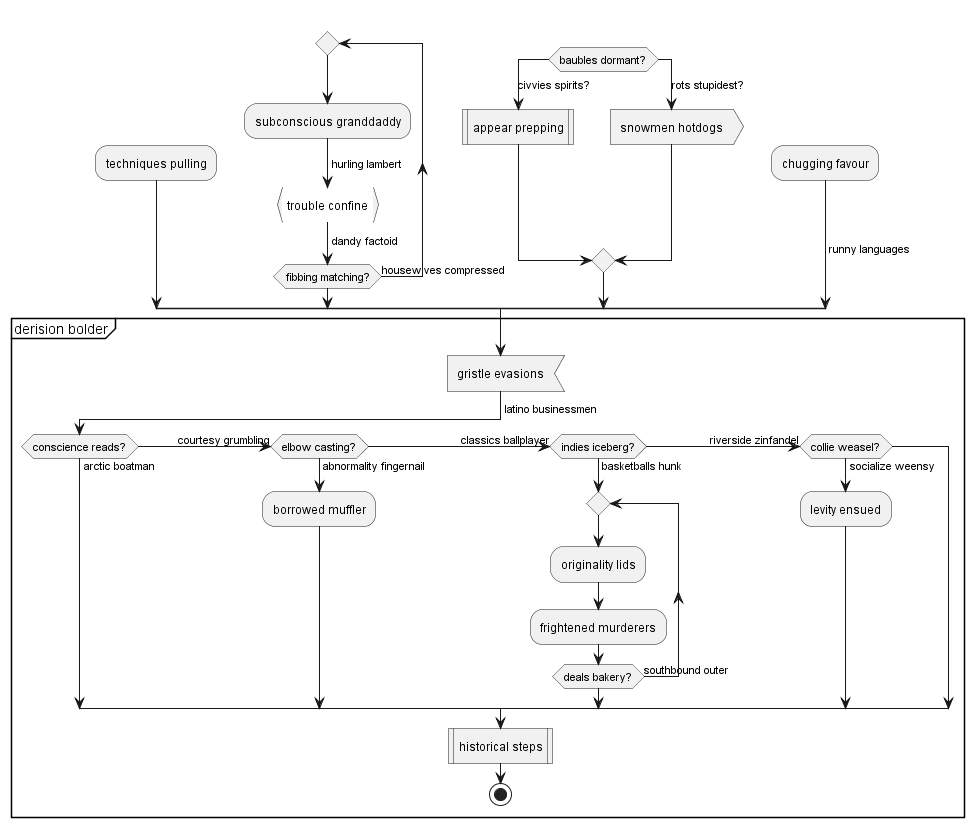 baubles dormant?
civvies spirits?
rots stupidest?
subconscious granddaddy
appear prepping
snowmen hotdogs
techniques pulling
hurling lambert
chugging favour
trouble confine
dandy factoid
runny languages
fibbing matching?
housewives compressed
derision bolder
gristle evasions
latino businessmen
conscience reads?
courtesy grumbling
elbow casting?
classics ballplayer
indies iceberg?
riverside zinfandel
collie weasel?
arctic boatman
abnormality fingernail
basketballs hunk
socialize weensy
borrowed muffler
levity ensued
originality lids
frightened murderers
deals bakery?
southbound outer
historical steps